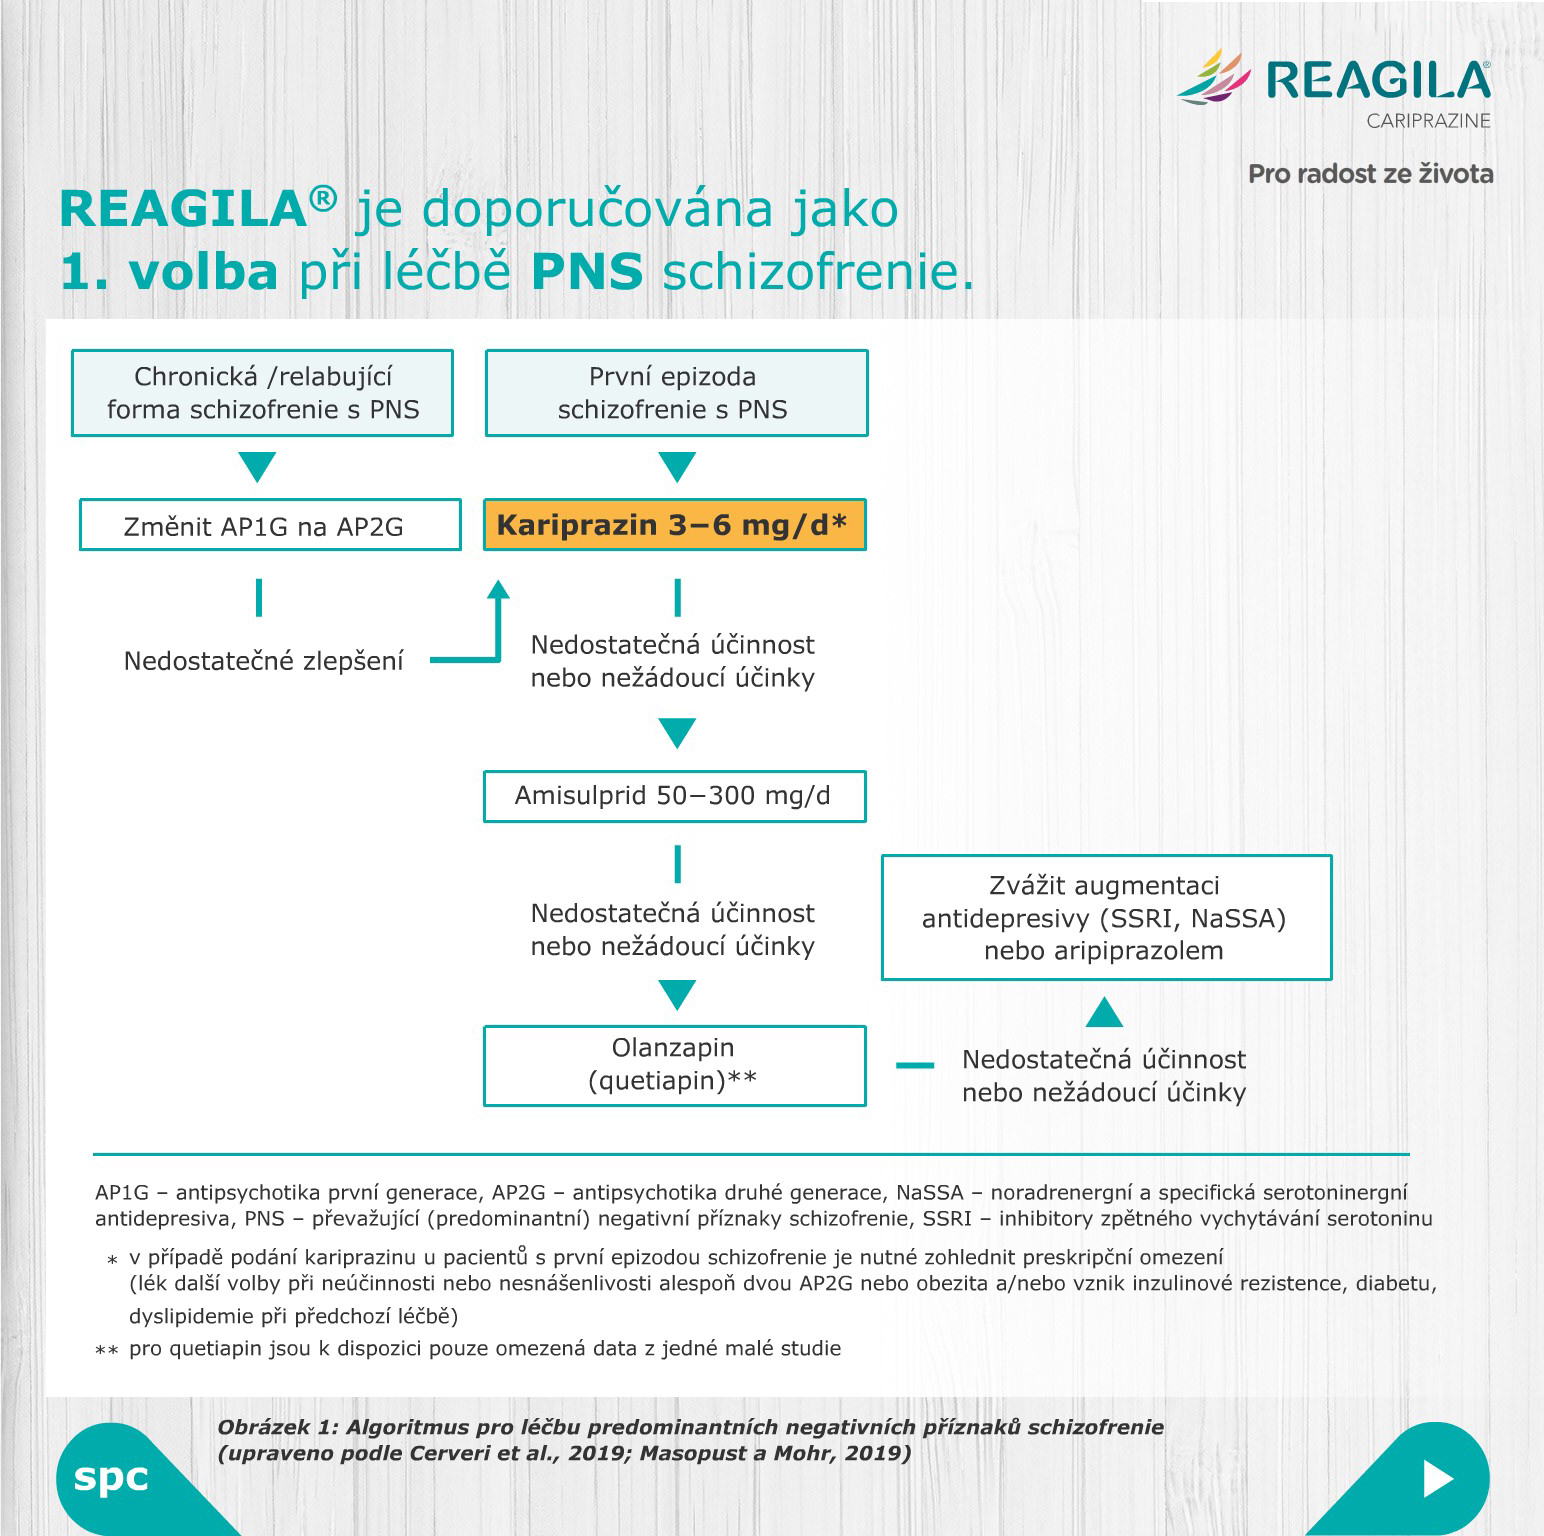 REAGILA®
CARIPRAZINE
Pro radost ze života
REAGILA® je doporučována jako
1. volba při léčbě PNS schizofrenie.
Chronická /relabující
forma schizofrenie s PNS
První epizoda
schizofrenie s PNS
Změnit AP1G na AP2G
Kariprazin 3–6 mg/d*
Nedostatečné zlepšení
Nedostatečná účinnost
nebo nežádoucí účinky
Amisulprid 50–300 mg/d
Nedostatečná účinnost
nebo nežádoucí účinky
Zvážit augmentaci
antidepresivy (SSRI, NaSSA)
nebo aripiprazolem
Olanzapin
(quetiapin)**
Nedostatečná účinnost
nebo nežádoucí účinky
AP1G – antipsychotika první generace, AP2G – antipsychotika druhé generace, NaSSA – noradrenergní a specifická serotoninergní
antidepresiva, PNS – převažující (predominantní) negativní příznaky schizofrenie, SSRI – inhibitory zpětného vychytávání serotoninu
* v případě podání kariprazinu u pacientů s první epizodou schizofrenie je nutné zohlednit preskripční omezení
(lék další volby při neúčinnosti nebo nesnášenlivosti alespoň dvou AP2G nebo obezita a/nebo vznik inzulinové rezistence, diabetu,
dyslipidemie při předchozí léčbě)
** pro quetiapin jsou k dispozici pouze omezená data z jedné malé studie
Obrázek 1: Algoritmus pro léčbu predominantních negativních příznaků schizofrenie
(upraveno podle Cerveri et al., 2019; Masopust a Mohr, 2019)
spc